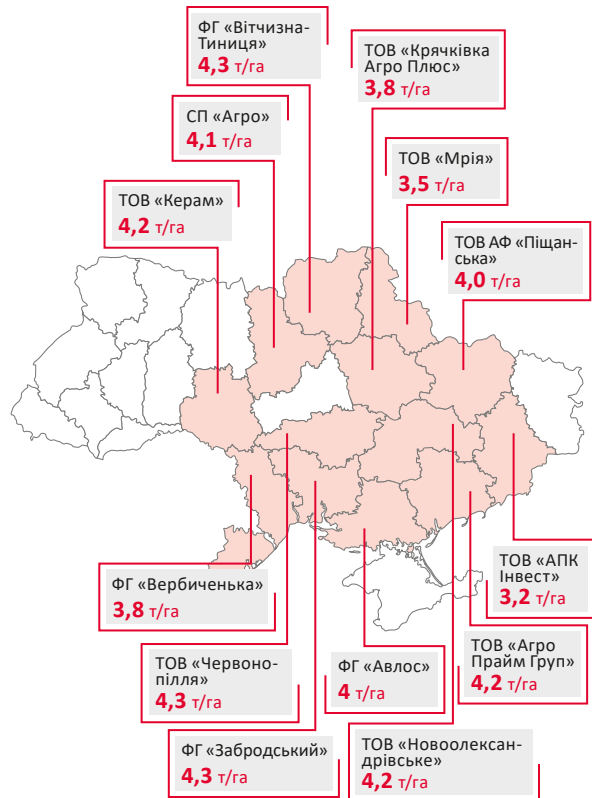 ФГ «Вітчизна-
Тиниця»
4,3 т/га
ТОВ «Крячківка
Агро Плюс»
3,8 т/га
СП «Агро»
4,1 т/га
ТОВ «Мрія»
3,5 т/га
ТОВ «Керам»
4,2 т/га
ТОВ АФ «Піщан-
ська»
4,0 т/га
ТОВ «АПК
Інвест»
3,2 т/га
ФГ «Вербиченька»
3,8 т/га
ТОВ «Агро
Прайм Груп»
4,2 т/га
ТОВ «Червоно-
пілля»
4,3 т/га
ФГ «Авлос»
4 т/га
ФГ «Забродський»
4,3 т/га
ТОВ «Новоолексан-
дрівське»
4,2 т/га